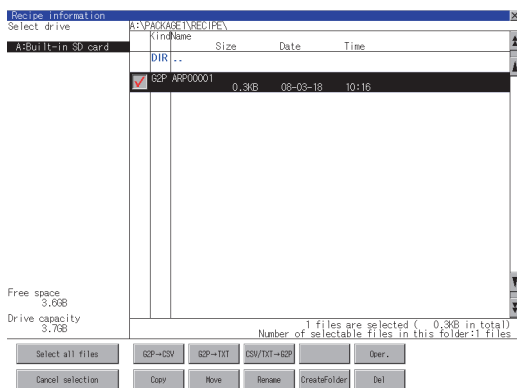 Recipe information
Select drive
A:\PACKAGE1\RECIPE\
Kind Name
Size Date Time
A:Built-in SD card
DIR ..
G2P ARP00001
0.3KB 08-03-18 10:16
Free space
3.6GB
Drive capacity
3.7GB
1 files are selected ( 0.3KB in total)
Number of selectable files in this folder:1 files
Select all files G2P→CSV G2P→TXT CSV/TXT→G2P Oper.
Cancel selection Copy Move Rename CreateFolder Del